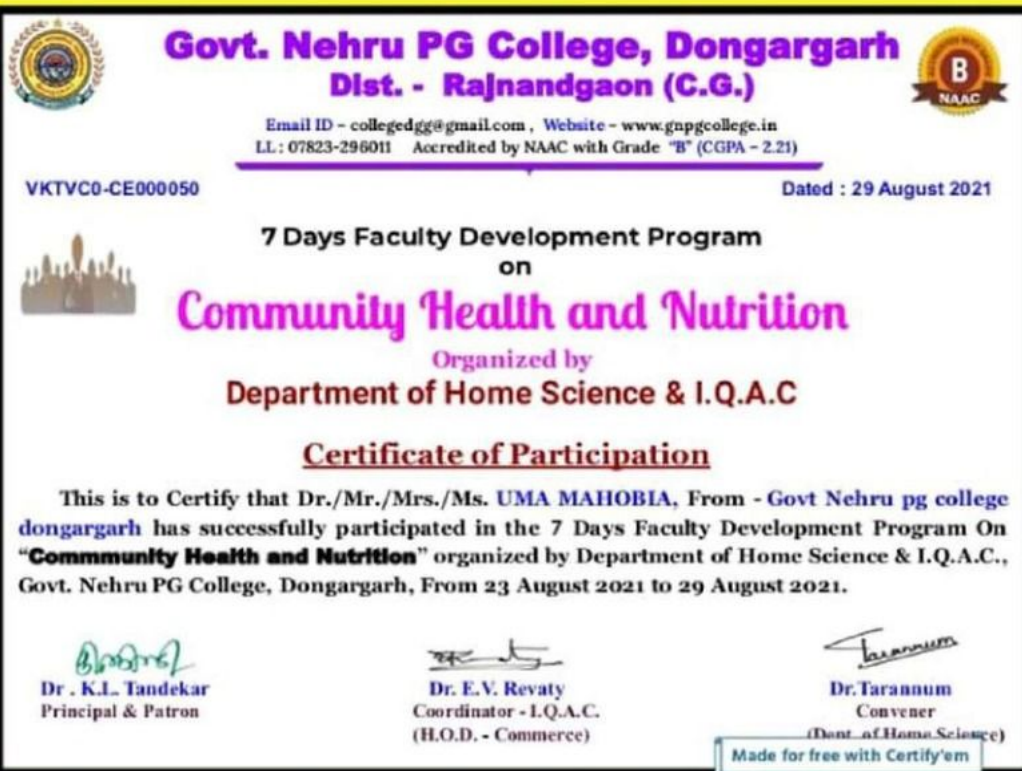 Govt. Nehru PG College, Dongargarh
Dist. - Rajnandgaon (C.G.)
B
NAAC
Email ID - collegedgg@gmail.com , Website - www.gnpgcollege.in
LL : 07823-296011 Accredited by NAAC with Grade "B" (CGPA - 2.21)
VKTVC0-CE000050
Dated : 29 August 2021
7 Days Faculty Development Program
on
Community Health and Nutrition
Organized by
Department of Home Science & I.Q.A.C
Certificate of Participation
This is to Certify that Dr./Mr./Mrs./Ms. UMA MAHOBIA, From - Govt Nehru pg college
dongargarh has successfully participated in the 7 Days Faculty Development Program On
"Commmunity Health and Nutrition" organized by Department of Home Science & I.Q.A.C.,
Govt. Nehru PG College, Dongargarh, From 23 August 2021 to 29 August 2021.
Tarannum
Dr . K.L. Tandekar
Principal & Patron
Dr. E.V. Revaty
Coordinator - I.Q.A.C.
(H.O.D. - Commerce)
Dr.Tarannum
Convener
(Dept. of Home Science)
Made for free with Certify'em